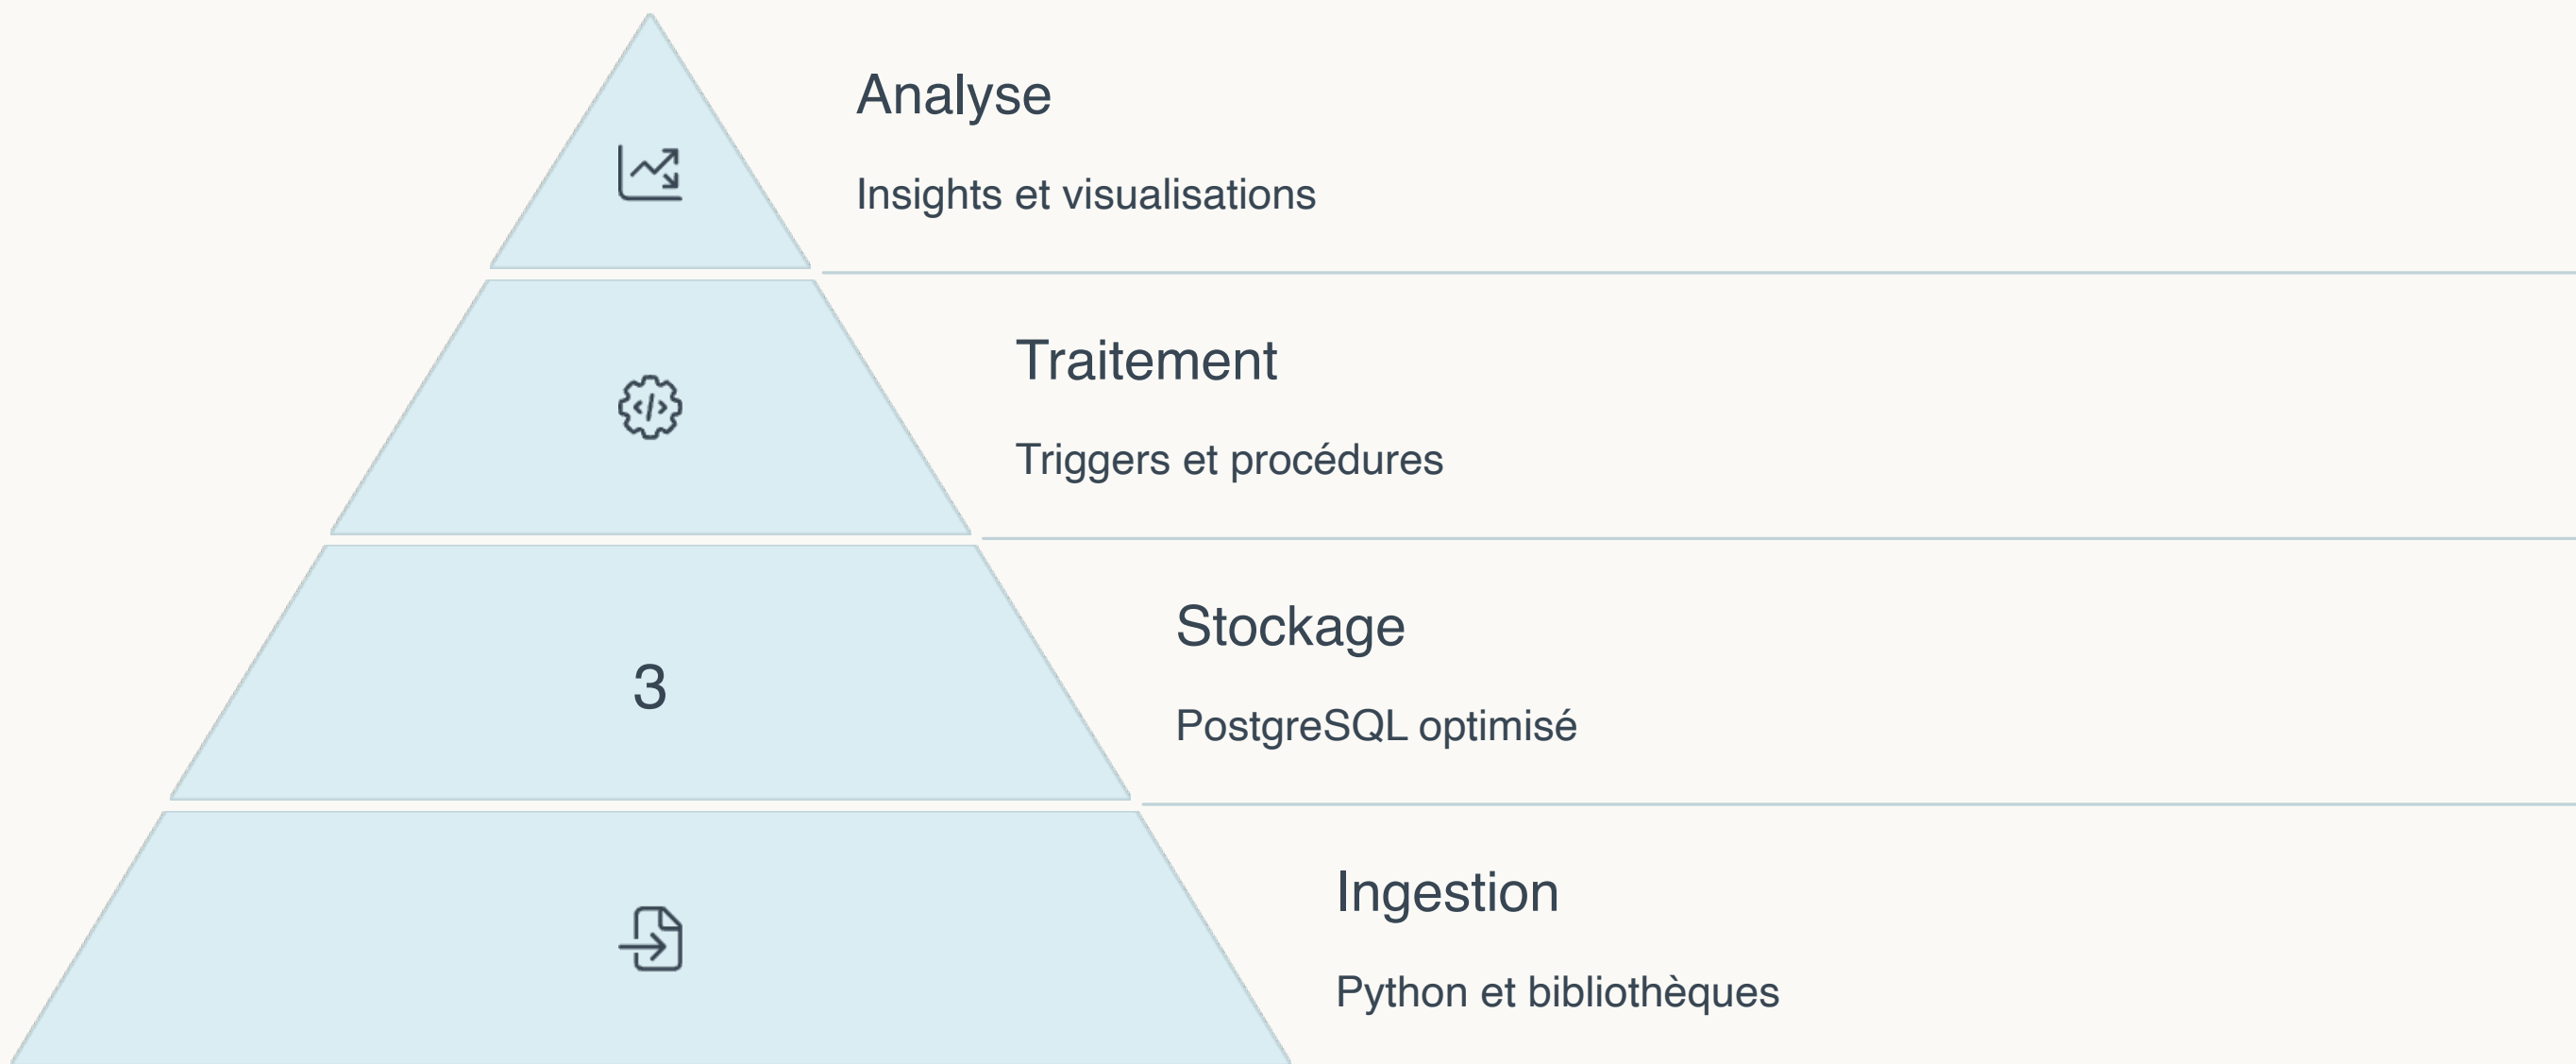 Analyse
Insights et visualisations
Traitement
Triggers et procédures
3
Stockage
PostgreSQL optimisé
Ingestion
Python et bibliothèques